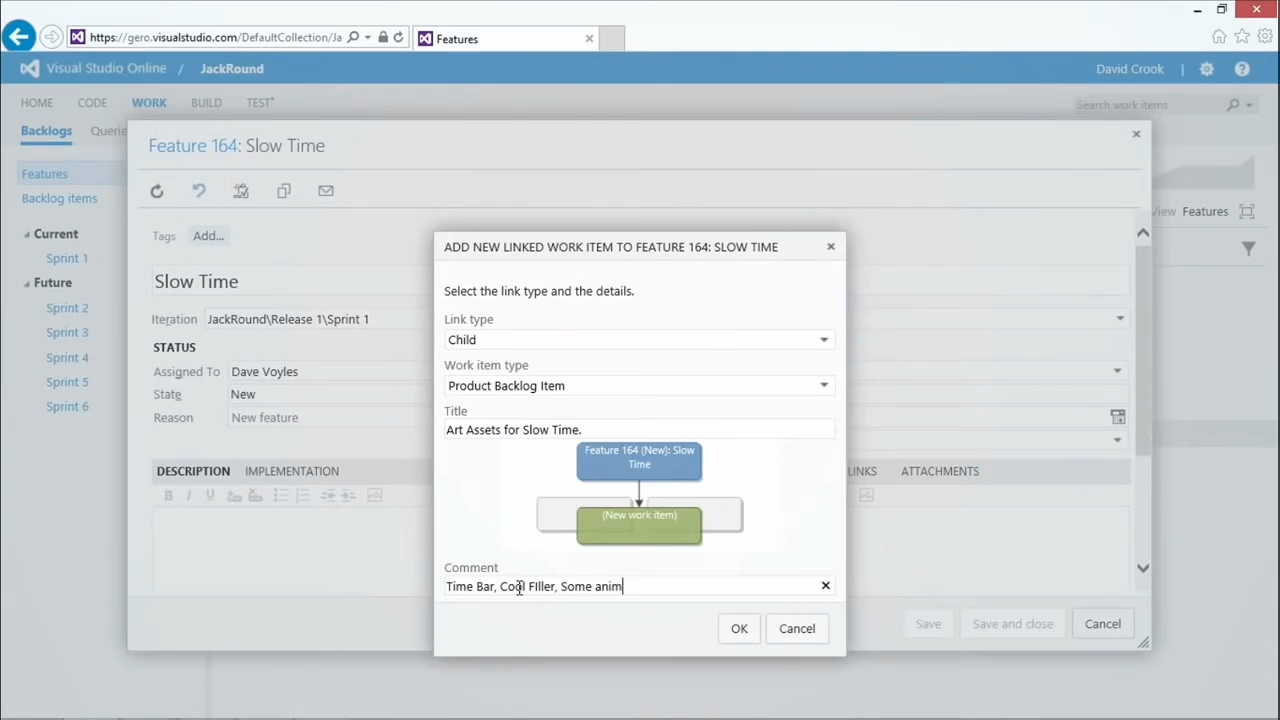 https://gero.visualstudio.com/DefaultCollection/Ja
Features
Visual Studio Online / JackRound
David Crook
HOME CODE WORK BUILD TEST
Search work items
Backlogs Querie
Feature 164: Slow Time
Features
Backlog items
View Features
Tags Add...
Current
Sprint 1
Future
Sprint 2
Sprint 3
Sprint 4
Sprint 5
Sprint 6
Slow Time
Iteration JackRound\Release 1\Sprint 1
STATUS
Assigned To Dave Voyles
State New
Reason New feature
DESCRIPTION IMPLEMENTATION
LINKS ATTACHMENTS
B I U
ADD NEW LINKED WORK ITEM TO FEATURE 164: SLOW TIME
Select the link type and the details.
Link type
Child
Work item type
Product Backlog Item
Title
Art Assets for Slow Time.
Feature 164 (New): Slow
Time
(New work item)
Comment
Time Bar, Cool FIller, Some anim
OK Cancel
Save Save and close Cancel